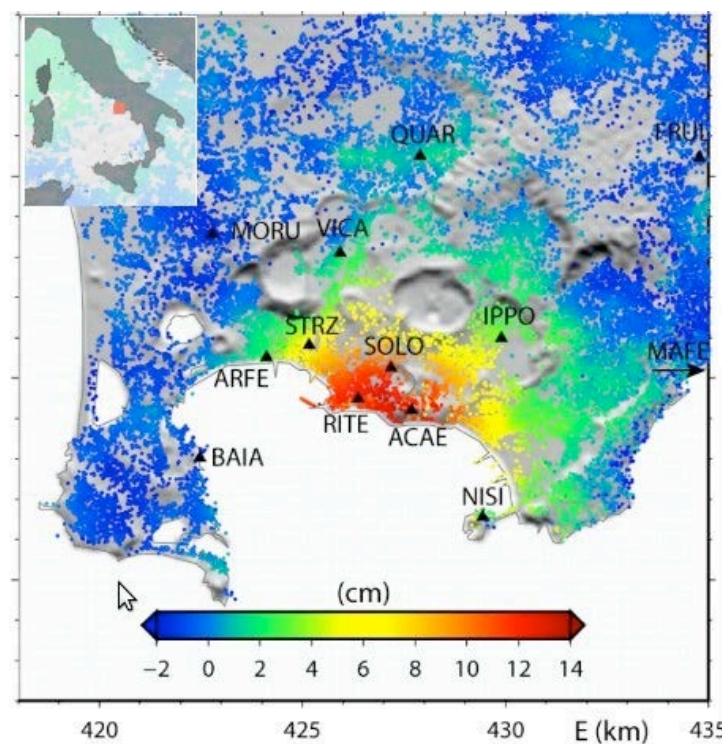 QUAR
FRUL
MORU
VICA
STRZ
IPPO
SOLO
ARFE
MAFE
RITE
ACAE
BAIA
NISI
(cm)
−2 0 2 4 6 8 10 12 14
420 425 430 E (km) 435